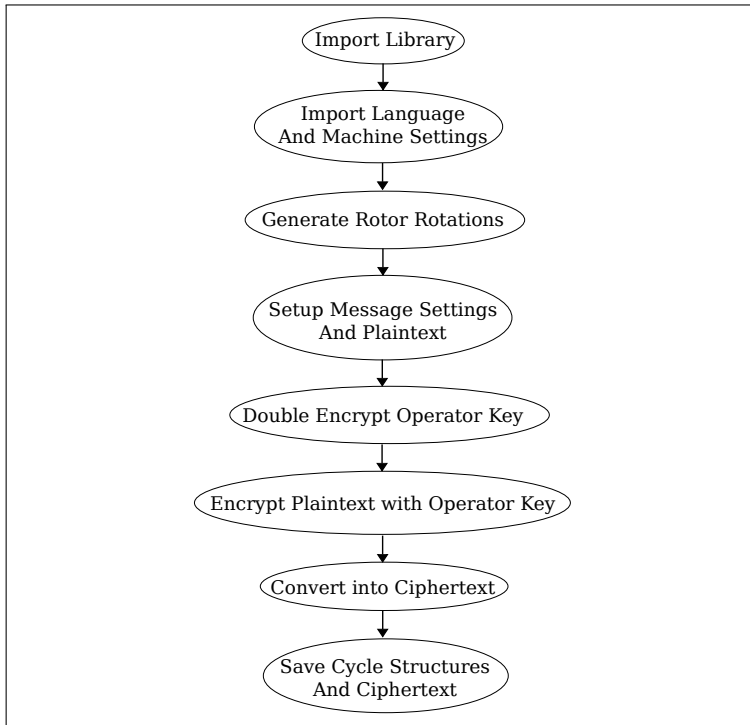 Import Library
Import Language
And Machine Settings
Generate Rotor Rotations
Setup Message Settings
And Plaintext
Double Encrypt Operator Key
Encrypt Plaintext with Operator Key
Convert into Ciphertext
Save Cycle Structures
And Ciphertext